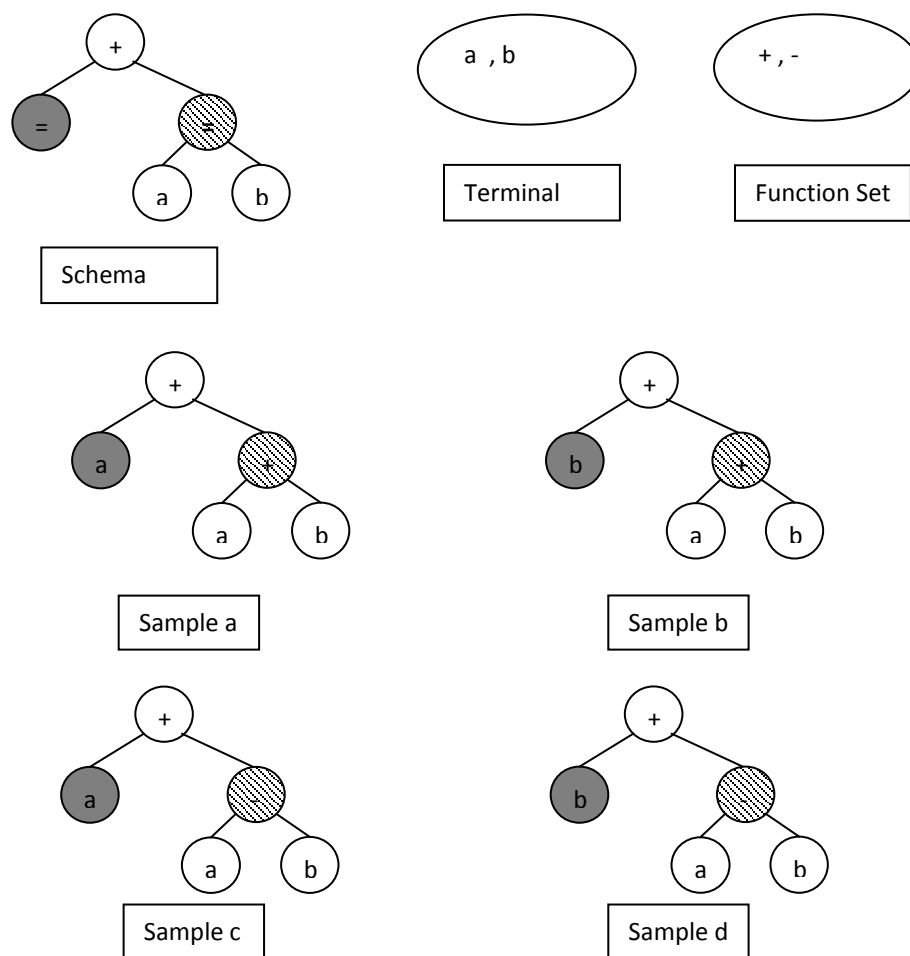 +
a , b
+ , -
=
=
a
b
Terminal
Function Set
Schema
+
+
a
+
b
+
a
b
a
b
Sample a
Sample b
+
+
a
-
b
-
a
b
a
b
Sample c
Sample d